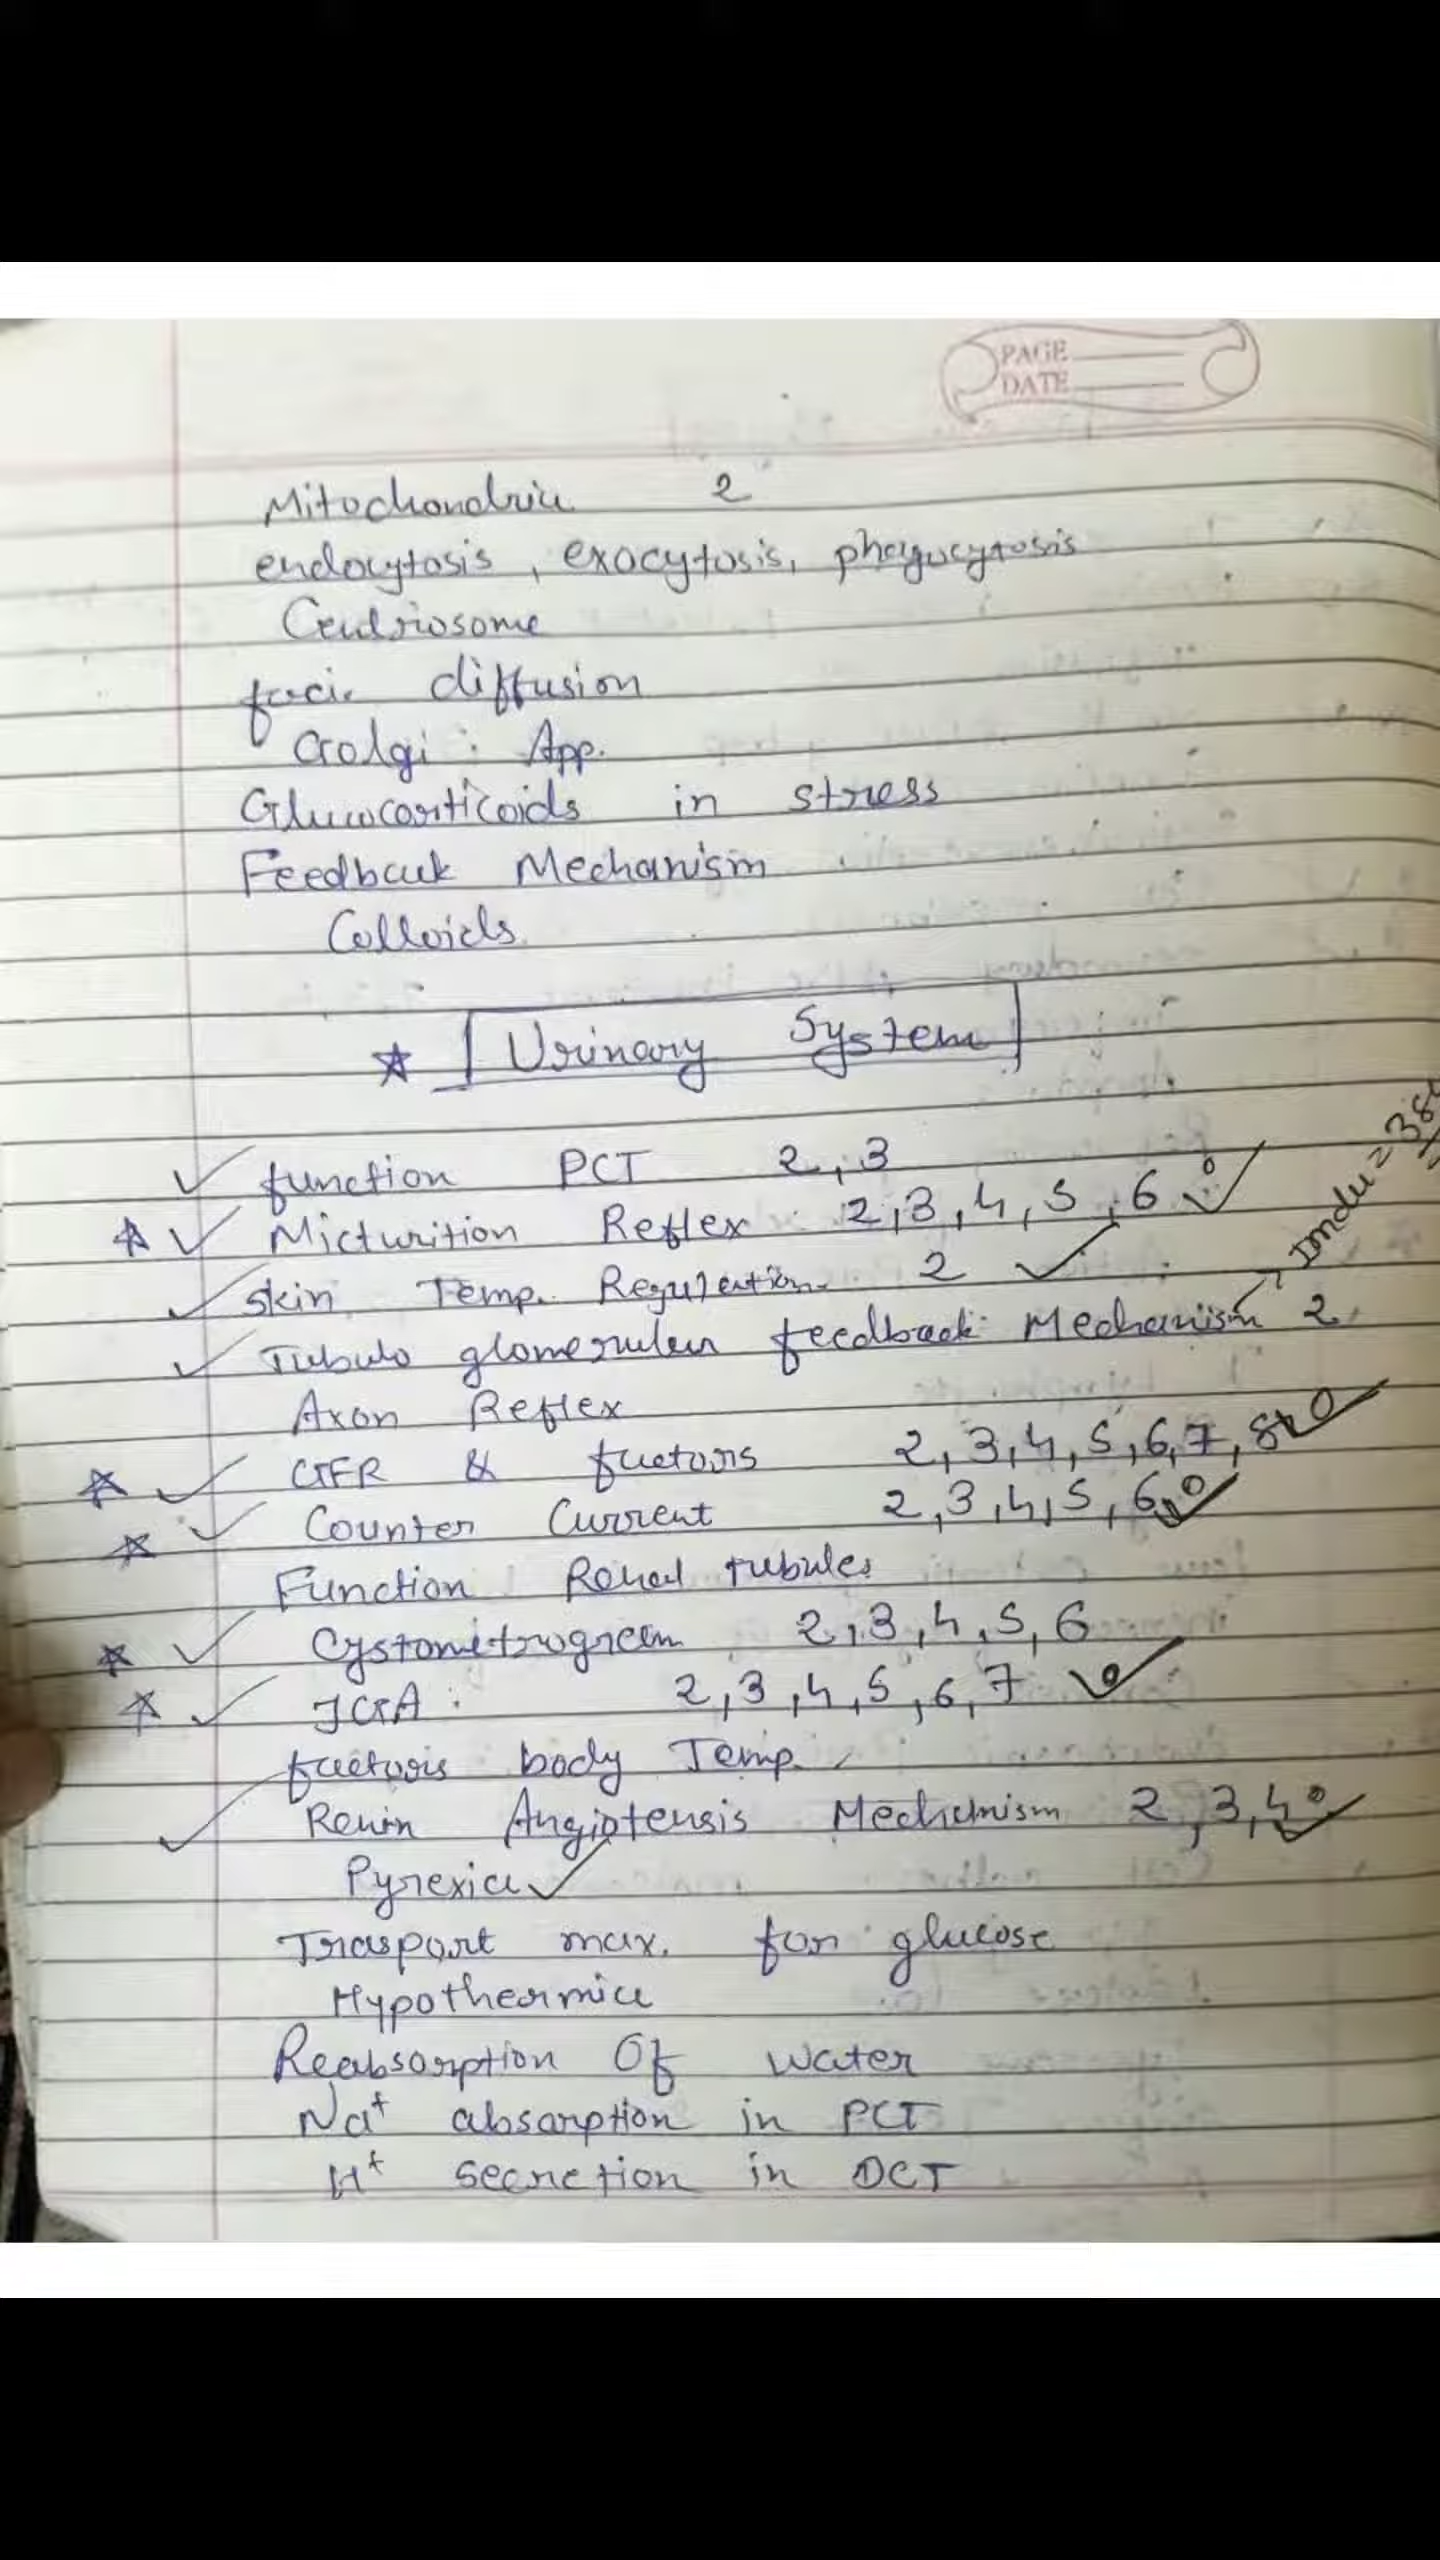 PAGE
DATE
Mitochondria 2
endocytosis, exocytosis, phagocytosis
Centriosome
faci. diffusion
Golgi App.
Glucocorticoids in stress
Feedback Mechanism
Colloids
Urinary System
function PCT 2, 3
Micturition Reflex 2, 3, 4, 5, 6
Skin Temp. Regulation 2
Tubulo glomerular feedback Mechanism 2
Indu = 384
Axon Reflex
GFR & factors 2, 3, 4, 5, 6, 7, 8
Counter Current 2, 3, 4, 5, 6
Function Renal tubules
Cystometrogram 2, 3, 4, 5, 6
JGA : 2, 3, 4, 5, 6, 7
factors body Temp.
Renin Angiotensis Mechanism 2, 3, 4
Pyrexia
Trasport max. for glucose
Hypothermia
Reabsorption Of Water
Na+ absorption in PCT
H+ secretion in DCT